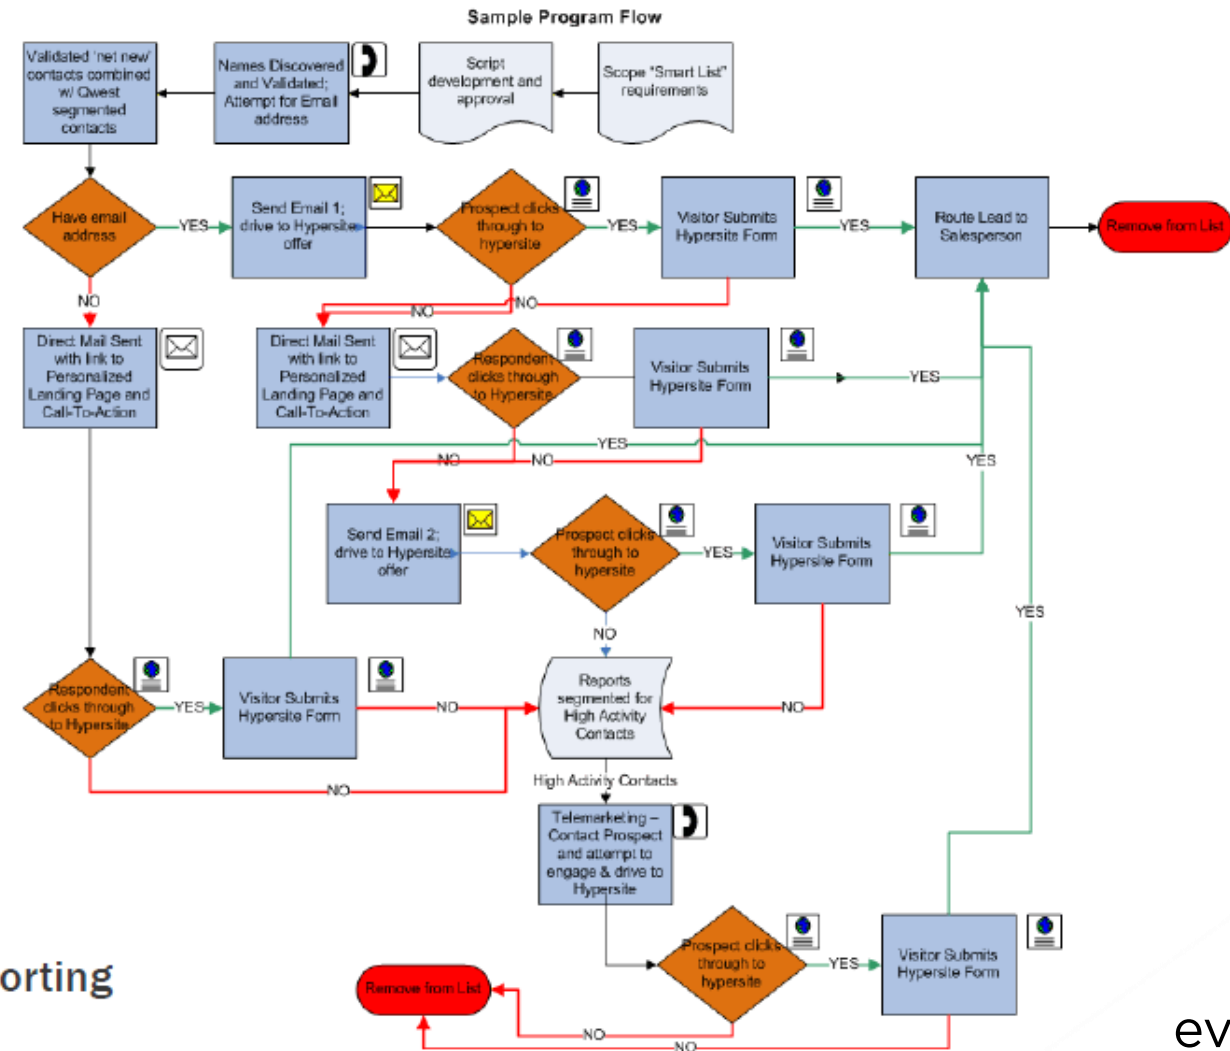 Sample Program Flow
Validated 'net new'
contacts combined
w/ Qwest
segmented
contacts
Names Discovered
and Validated;
Attempt for Email
address
Script
development and
approval
Scope "Smart List"
requirements
Have email
address
YES
Send Email 1;
drive to Hypersite
offer
Prospect clicks
through to
hypersite
YES
Visitor Submits
Hypersite Form
YES
Route Lead to
Salesperson
Remove from List
NO
NO
NO
Direct Mail Sent
with link to
Personalized
Landing Page and
Call-To-Action
Direct Mail Sent
with link to
Personalized
Landing Page and
Call-To-Action
Respondent
clicks through
to Hypersite
Visitor Submits
Hypersite Form
YES
YES
NO
NO
YES
Send Email 2;
drive to Hypersite
offer
Prospect clicks
through to
hypersite
YES
Visitor Submits
Hypersite Form
NO
YES
Respondent
clicks through
to Hypersite
YES
Visitor Submits
Hypersite Form
NO
Reports
segmented for
High Activity
Contacts
NO
NO
High Activity Contacts
Telemarketing –
Contact Prospect
and attempt to
engage & drive to
Hypersite
Prospect clicks
through to
hypersite
YES
Visitor Submits
Hypersite Form
Remove from List
NO
NO
orting
ev